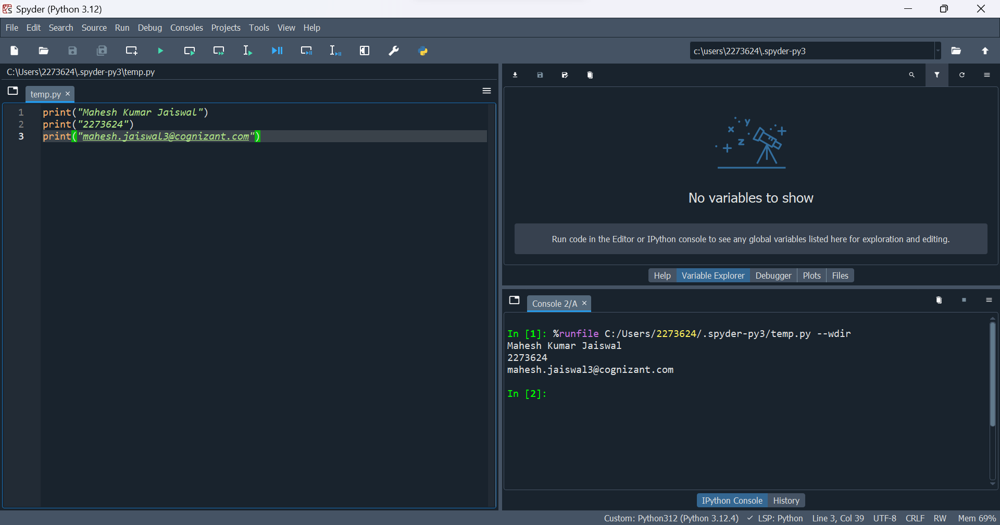 Spyder (Python 3.12)
File Edit Search Source Run Debug Consoles Projects Tools View Help
c:\users\2273624\.spyder-py3
C:\Users\2273624\.spyder-py3\temp.py
temp.py
1 print("Mahesh Kumar Jaiswal")
2 print("2273624")
3 print("mahesh.jaiswal3@cognizant.com")
x y z
No variables to show
Run code in the Editor or IPython console to see any global variables listed here for exploration and editing.
Help Variable Explorer Debugger Plots Files
Console 2/A
In [1]: %runfile C:/Users/2273624/.spyder-py3/temp.py --wdir
Mahesh Kumar Jaiswal
2273624
mahesh.jaiswal3@cognizant.com
In [2]:
IPython Console History
Custom: Python312 (Python 3.12.4) ✓ LSP: Python Line 3, Col 39 UTF-8 CRLF RW Mem 69%